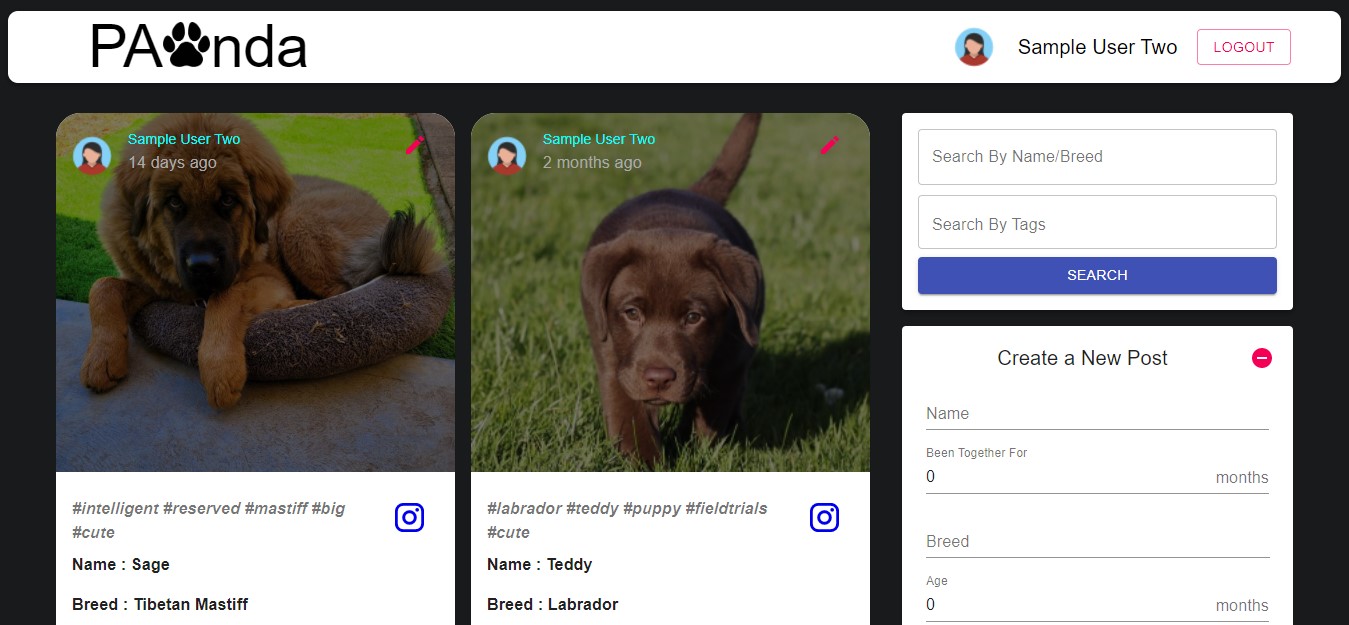 PAnda
Sample User Two
LOGOUT
Sample User Two
14 days ago
#intelligent #reserved #mastiff #big
#cute
Name : Sage
Breed : Tibetan Mastiff
Sample User Two
2 months ago
#labrador #teddy #puppy #fieldtrials
#cute
Name : Teddy
Breed : Labrador
Search By Name/Breed
Search By Tags
SEARCH
Create a New Post
Name
Been Together For
0 months
Breed
Age
0 months